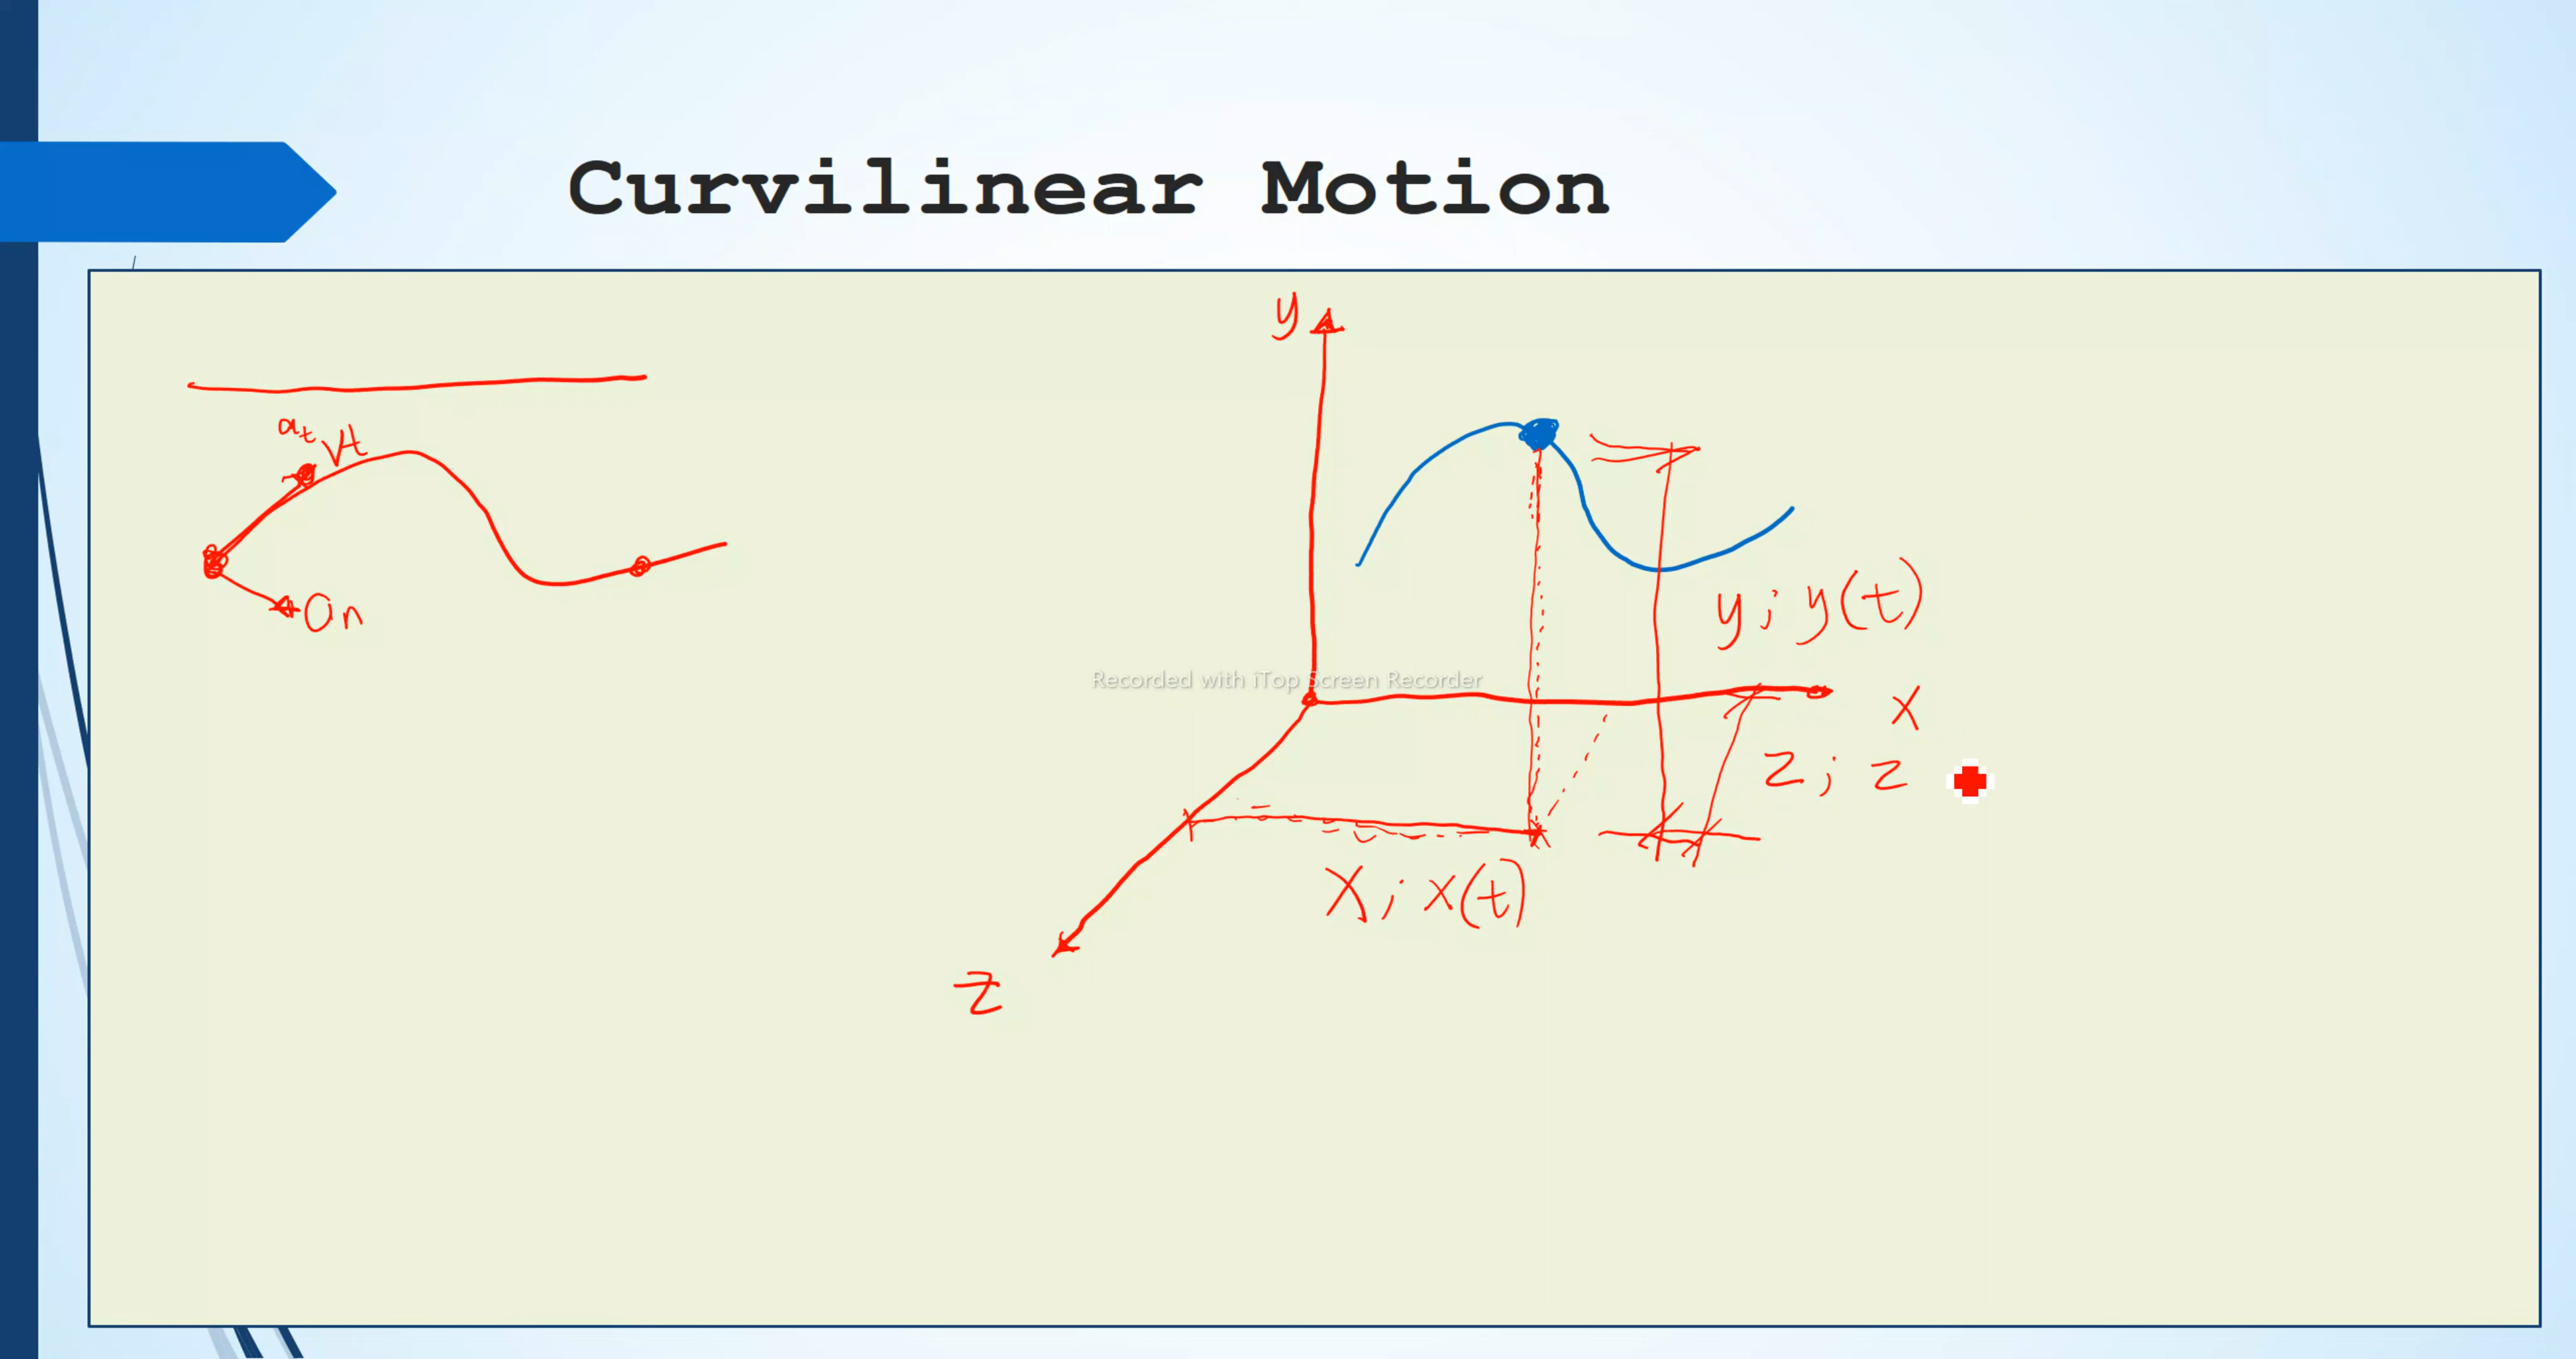 Curvilinear Motion
y
at Vt
an
y; y(t)
Recorded with iTop Screen Recorder
x
z; z
x; x(t)
z